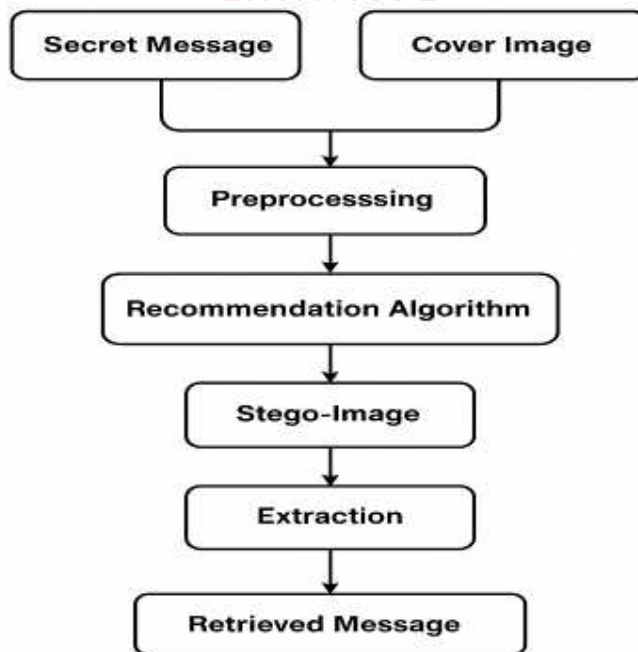 Secret Message
Cover Image
Preprocesssing
Recommendation Algorithm
Stego-Image
Extraction
Retrieved Message